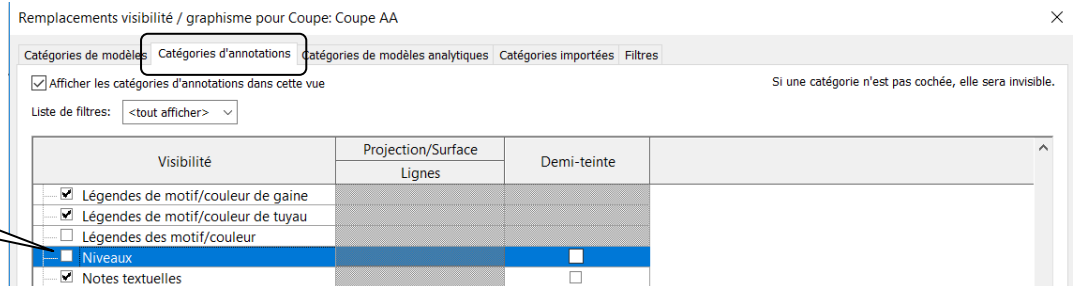 Remplacements visibilité / graphisme pour Coupe: Coupe AA
Catégories de modèles Catégories d'annotations Catégories de modèles analytiques Catégories importées Filtres
Afficher les catégories d'annotations dans cette vue Si une catégorie n'est pas cochée, elle sera invisible.
Liste de filtres: <tout afficher>
Visibilité Projection/Surface Demi-teinte
Lignes
Légendes de motif/couleur de gaine
Légendes de motif/couleur de tuyau
Légendes des motif/couleur
Niveaux
Notes textuelles